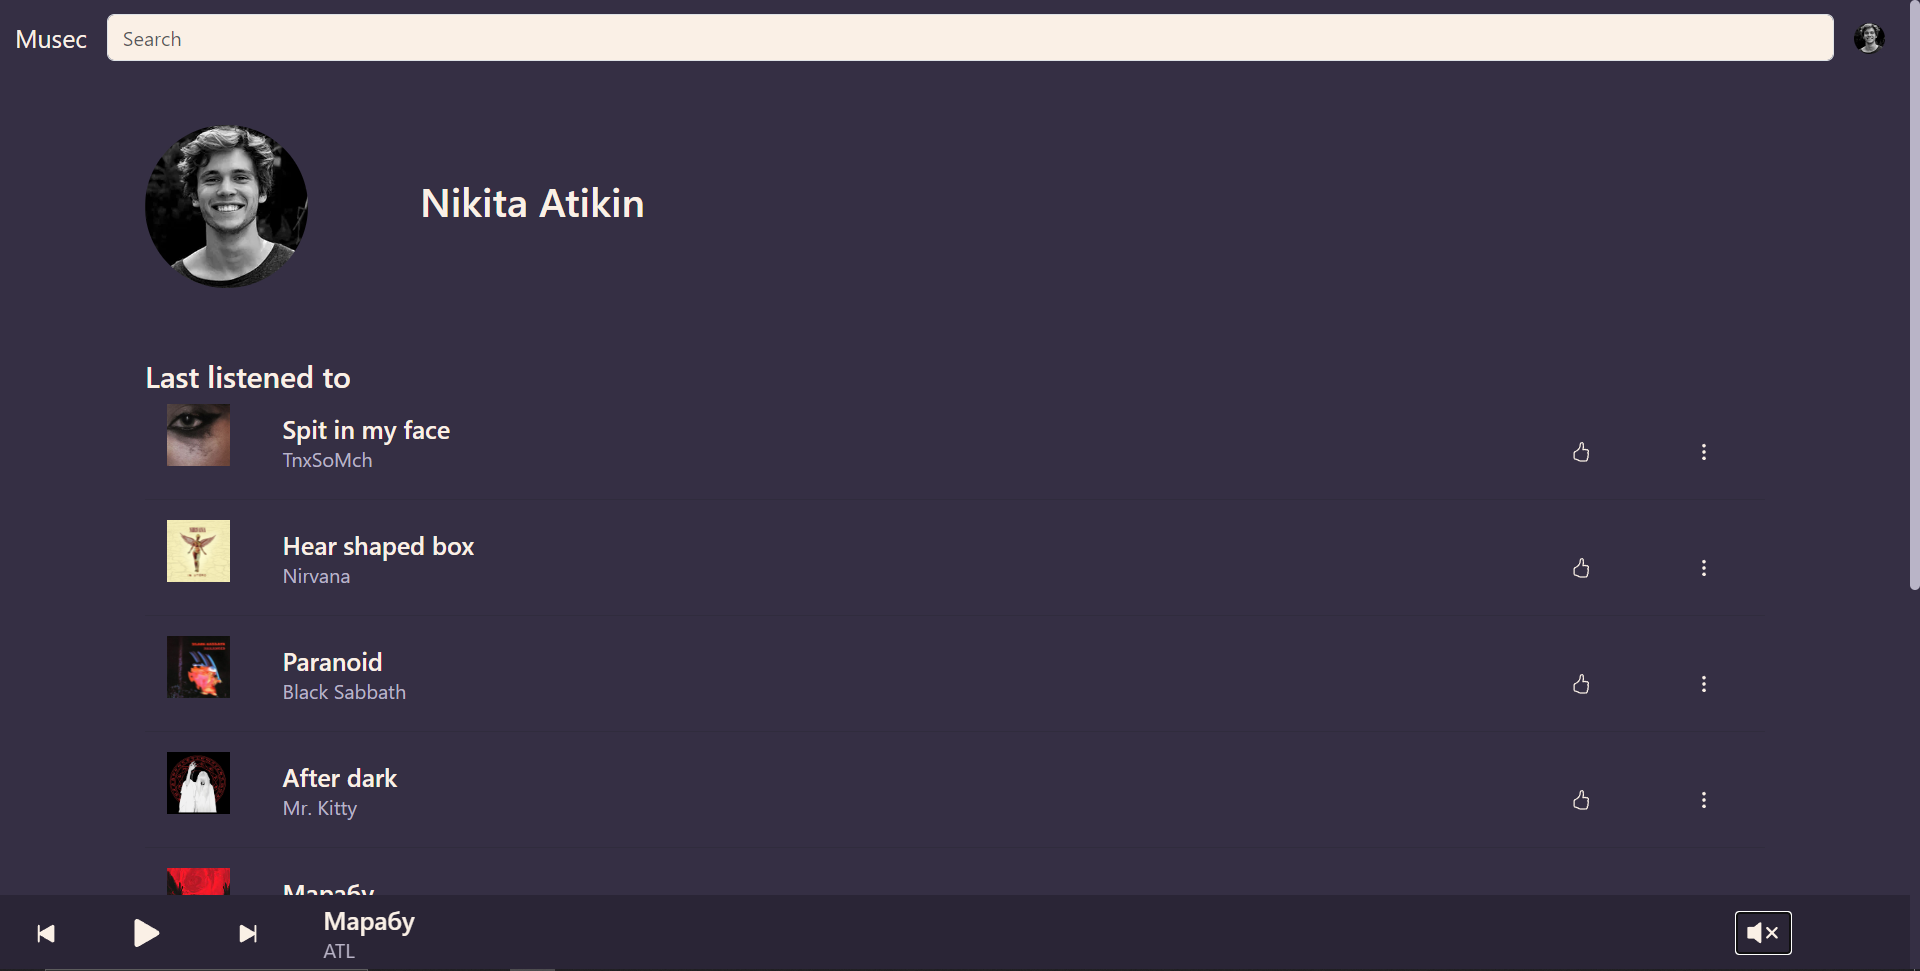 Musec
Search
Nikita Atikin
Last listened to
Spit in my face
TnxSoMch
Hear shaped box
Nirvana
Paranoid
Black Sabbath
After dark
Mr. Kitty
Марабу
Марабу
ATL